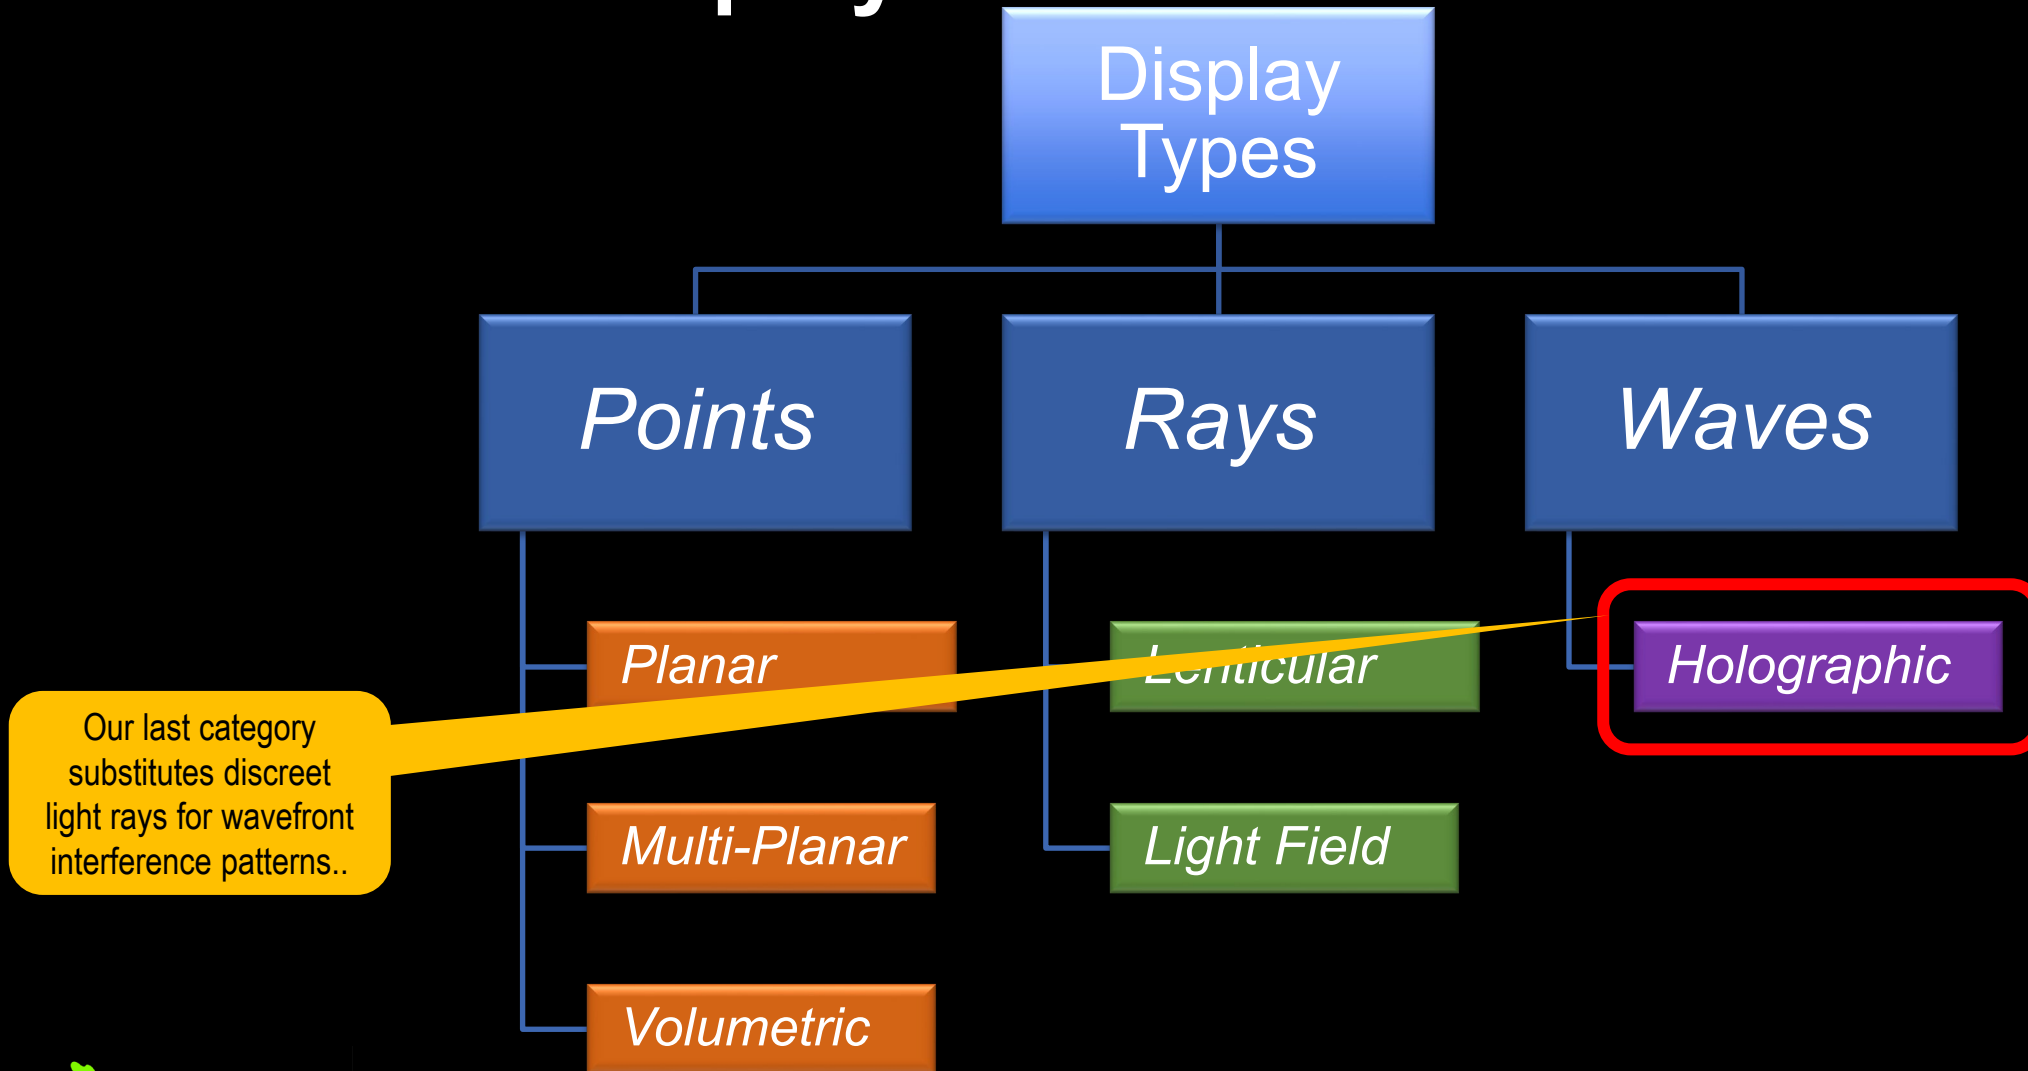 Display
Types
Points
Rays
Waves
Planar
Lenticular
Holographic
Our last category
substitutes discreet
light rays for wavefront
interference patterns..
Multi-Planar
Light Field
Volumetric